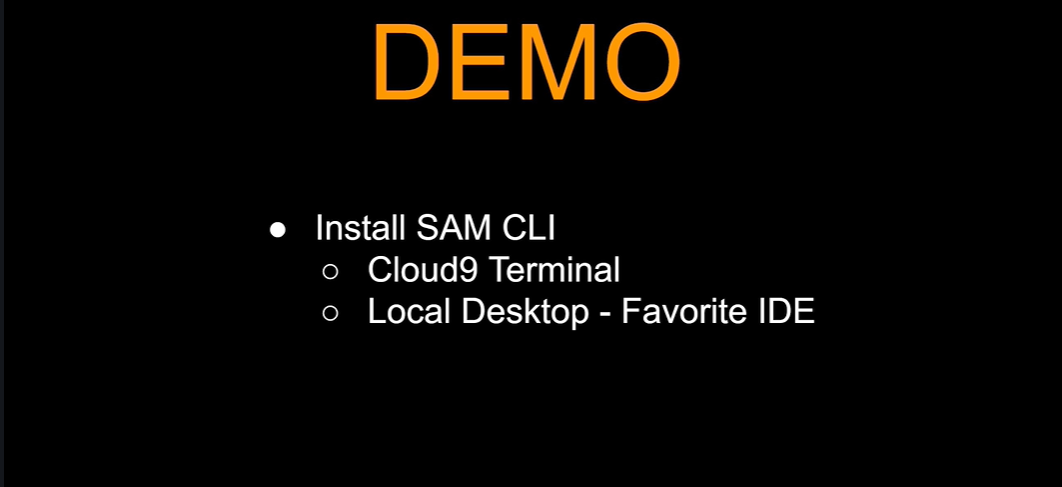 DEMO
● Install SAM CLI
○ Cloud9 Terminal
○ Local Desktop - Favorite IDE